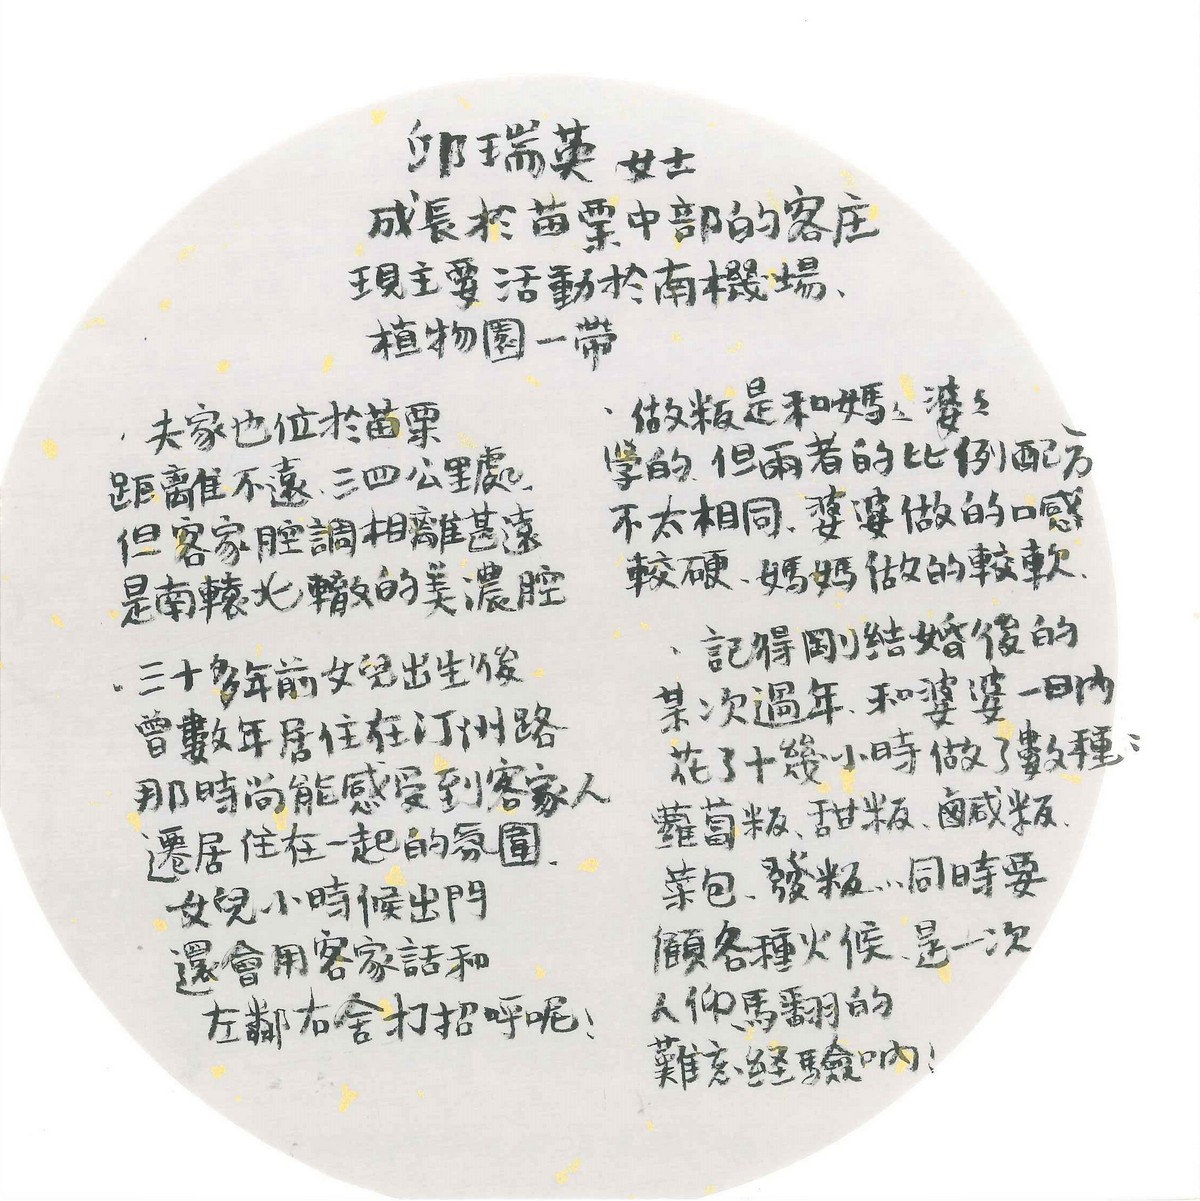 邱瑞英 女士
成長於苗栗中部的客庄
現主要活動於南機場、
植物園一帶
、夫家也位於苗栗
距離不遠、三四公里處、
但客家腔調相離甚遠
是南轅北轍的美濃腔
、三十多年前女兒出生後
曾數年居住在汀州路
那時尚能感受到客家人
遷居住在一起的氛圍、
女兒小時候出門
還會用客家話和
左鄰右舍打招呼呢!
、做粄是和媽媽婆婆
學的、但兩者的比例配方
不太相同、婆婆做的口感
較硬、媽媽做的較軟、
、記得剛結婚後的
某次過年、和婆婆一日內
花了十幾小時做了數種:
蘿蔔粄、甜粄、鹹粄、
菜包、發粄...同時要
顧各種火候、是一次
人仰馬翻的
難忘經驗吶!